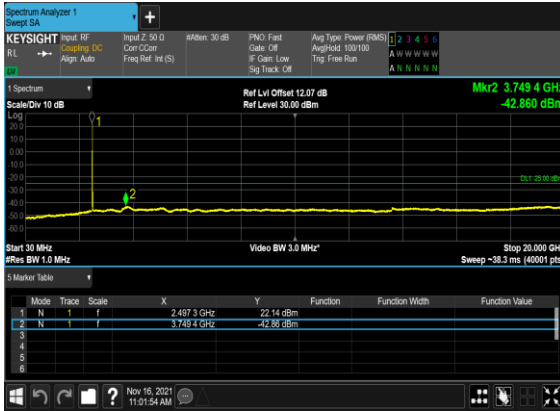 Spectrum Analyzer 1
Swept SA
+
KEYSIGHT Input: RF Input Z: 50 Ω #Atten: 30 dB PNO: Fast Avg Type: Power (RMS) 1 2 3 4 5 6
RL Coupling: DC Corr CCorr Gate: Off Avg|Hold: 100/100 A W W W W W
Align: Auto Freq Ref: Int (S) IF Gain: Low Trig: Free Run
Sig Track: Off A N N N N N
1 Spectrum Ref Lvl Offset 12.07 dB Mkr2 3.749 4 GHz
Scale/Div 10 dB Ref Level 30.00 dBm -42.860 dBm
Log
20.0
10.0
0.00
-10.0
-20.0
-30.0
-40.0
-50.0
-60.0
1
2
DL1 -25.00 dBm
Start 30 MHz Video BW 3.0 MHz* Stop 20.000 GHz
#Res BW 1.0 MHz Sweep ~38.3 ms (40001 pts)
5 Marker Table
Mode Trace Scale X Y Function Function Width Function Value
1 N 1 f 2.497 3 GHz 22.14 dBm
2 N 1 f 3.749 4 GHz -42.86 dBm
3
4
5
6
? Nov 16, 2021
11:01:54 AM